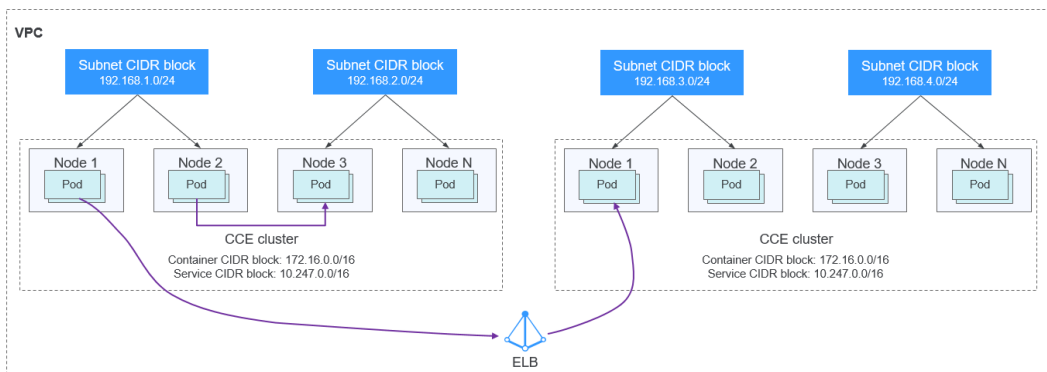 VPC
Subnet CIDR block
192.168.1.0/24
Subnet CIDR block
192.168.2.0/24
Subnet CIDR block
192.168.3.0/24
Subnet CIDR block
192.168.4.0/24
Node 1
Pod
Node 2
Pod
Node 3
Pod
Node N
Pod
CCE cluster
Container CIDR block: 172.16.0.0/16
Service CIDR block: 10.247.0.0/16
Node 1
Pod
Node 2
Pod
Node 3
Pod
Node N
Pod
CCE cluster
Container CIDR block: 172.16.0.0/16
Service CIDR block: 10.247.0.0/16
ELB